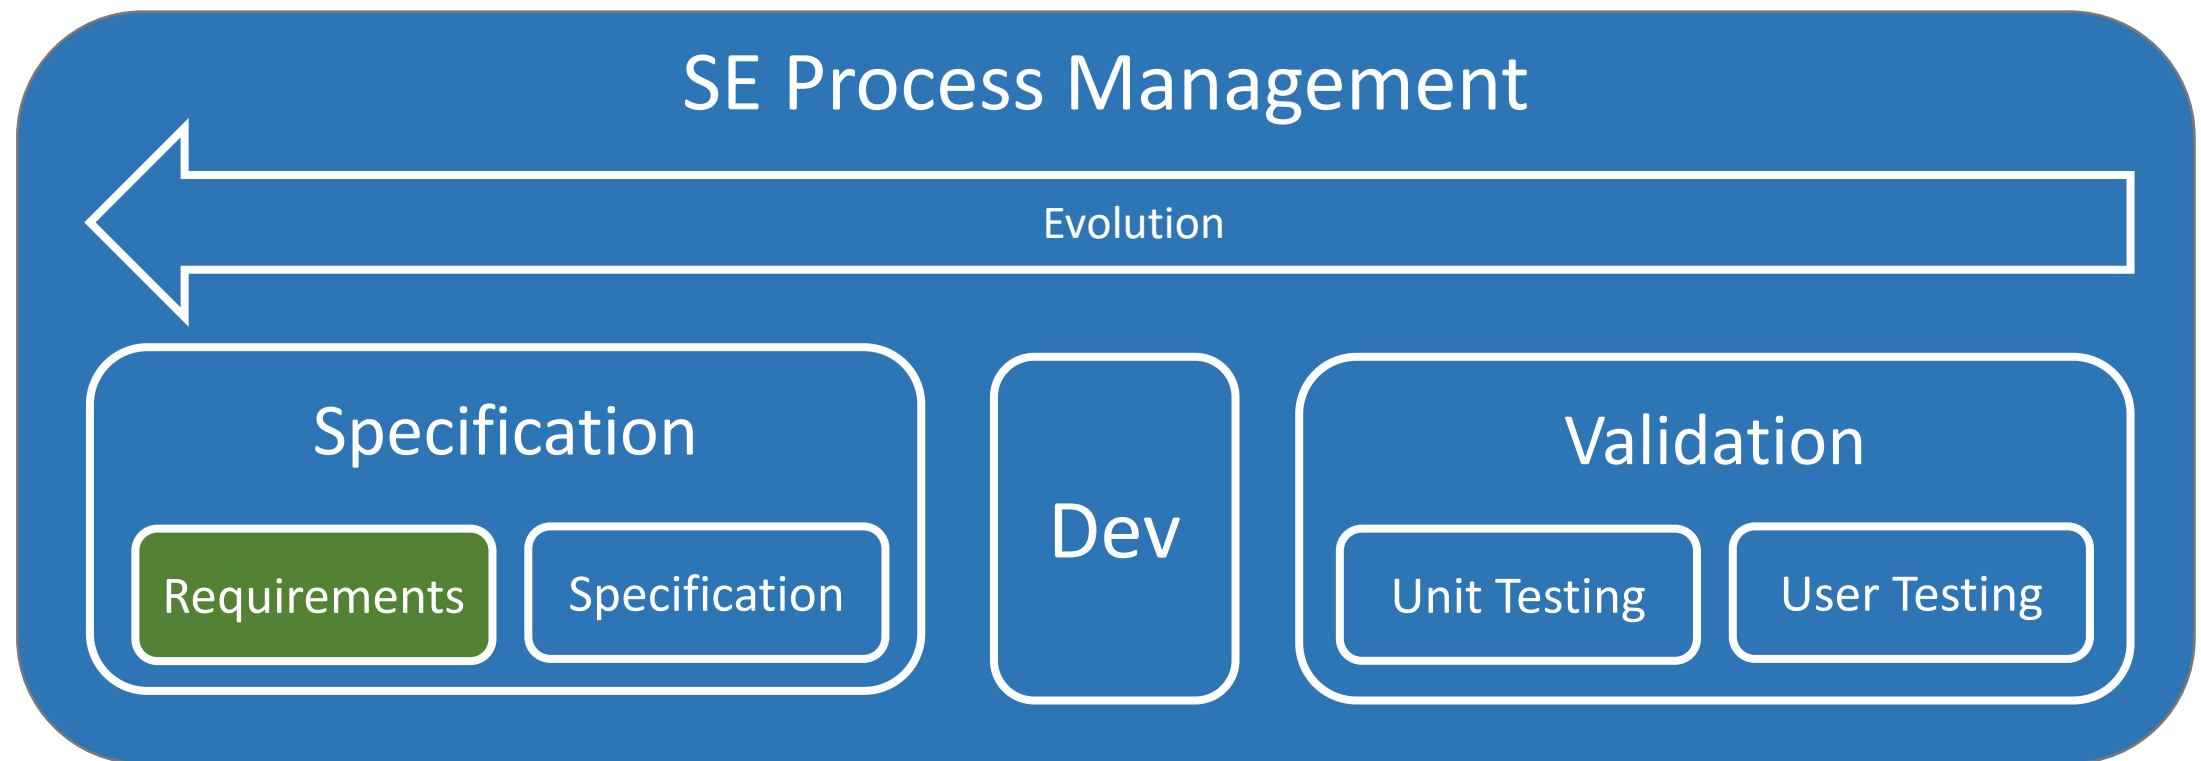 SE Process Management
Evolution
Specification
Requirements
Specification
Dev
Validation
Unit Testing
User Testing